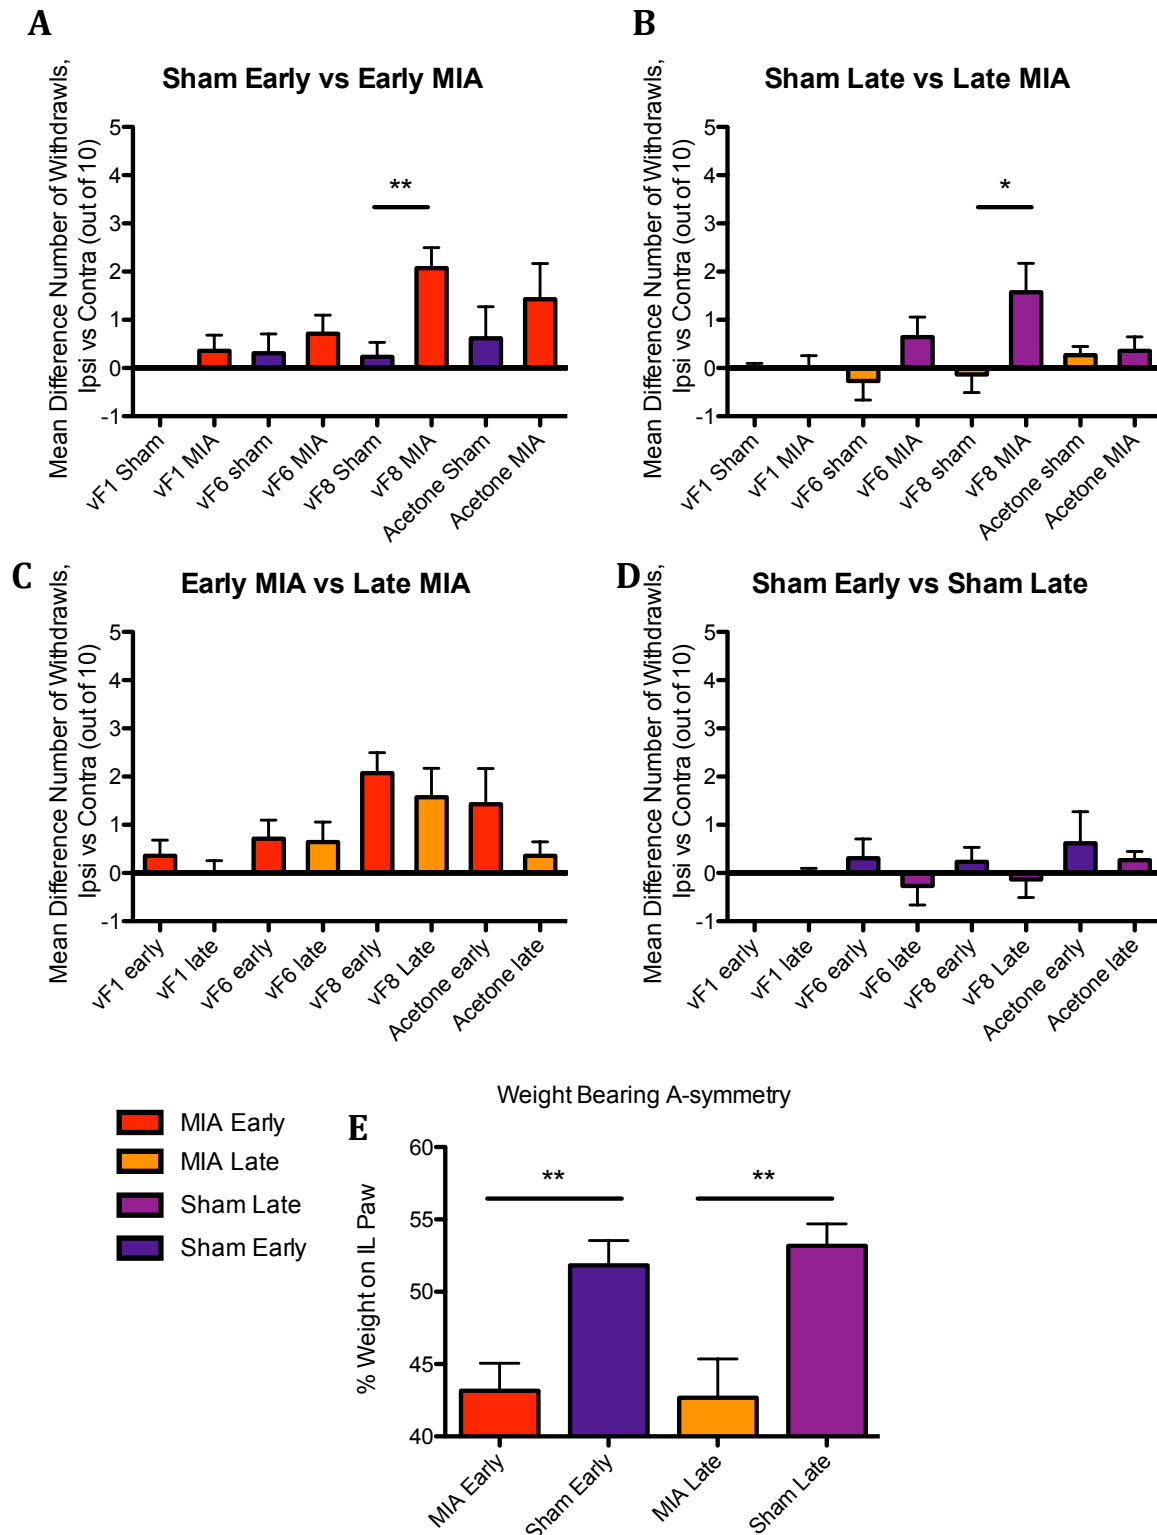 A
Sham Early vs Early MIA
Mean Difference Number of Withdrawls,
Ipsi vs Contra (out of 10)
5
4
3
2
1
0
-1
**
vF1 Sham
vF1 MIA
vF6 sham
vF6 MIA
vF8 Sham
vF8 MIA
Acetone Sham
Acetone MIA
B
Sham Late vs Late MIA
Mean Difference Number of Withdrawls,
Ipsi vs Contra (out of 10)
5
4
3
2
1
0
-1
*
vF1 Sham
vF1 MIA
vF6 sham
vF6 MIA
vF8 sham
vF8 MIA
Acetone sham
Acetone MIA
C
Early MIA vs Late MIA
Mean Difference Number of Withdrawls,
Ipsi vs Contra (out of 10)
5
4
3
2
1
0
-1
vF1 early
vF1 late
vF6 early
vF6 late
vF8 early
vF8 Late
Acetone early
Acetone late
D
Sham Early vs Sham Late
Mean Difference Number of Withdrawls,
Ipsi vs Contra (out of 10)
5
4
3
2
1
0
-1
vF1 early
vF1 late
vF6 early
vF6 late
vF8 early
vF8 Late
Acetone early
Acetone late
MIA Early
MIA Late
Sham Late
Sham Early
E
Weight Bearing A-symmetry
% Weight on IL Paw
60
55
50
45
40
**
**
MIA Early
Sham Early
MIA Late
Sham Late